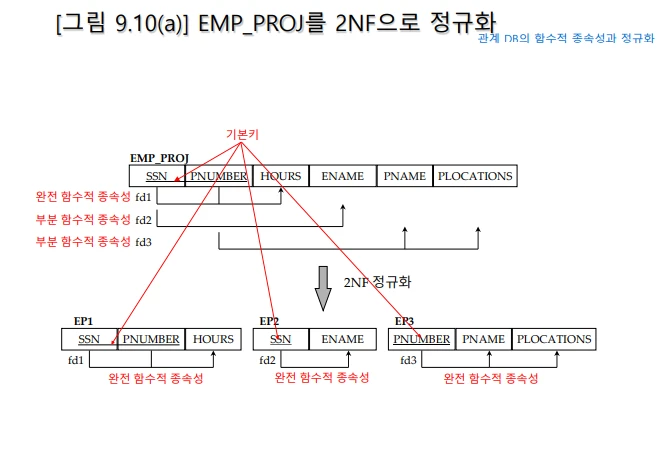 [그림 9.10(a)] EMP_PROJ를 2NF으로 정규화
관계 DB의 함수적 종속성과 정규화
기본키
EMP_PROJ
SSN PNUMBER HOURS ENAME PNAME PLOCATIONS
완전 함수적 종속성 fd1
부분 함수적 종속성 fd2
부분 함수적 종속성 fd3
2NF 정규화
EP1 EP2 EP3
SSN PNUMBER HOURS SSN ENAME PNUMBER PNAME PLOCATIONS
fd1 fd2 fd3
완전 함수적 종속성 완전 함수적 종속성 완전 함수적 종속성